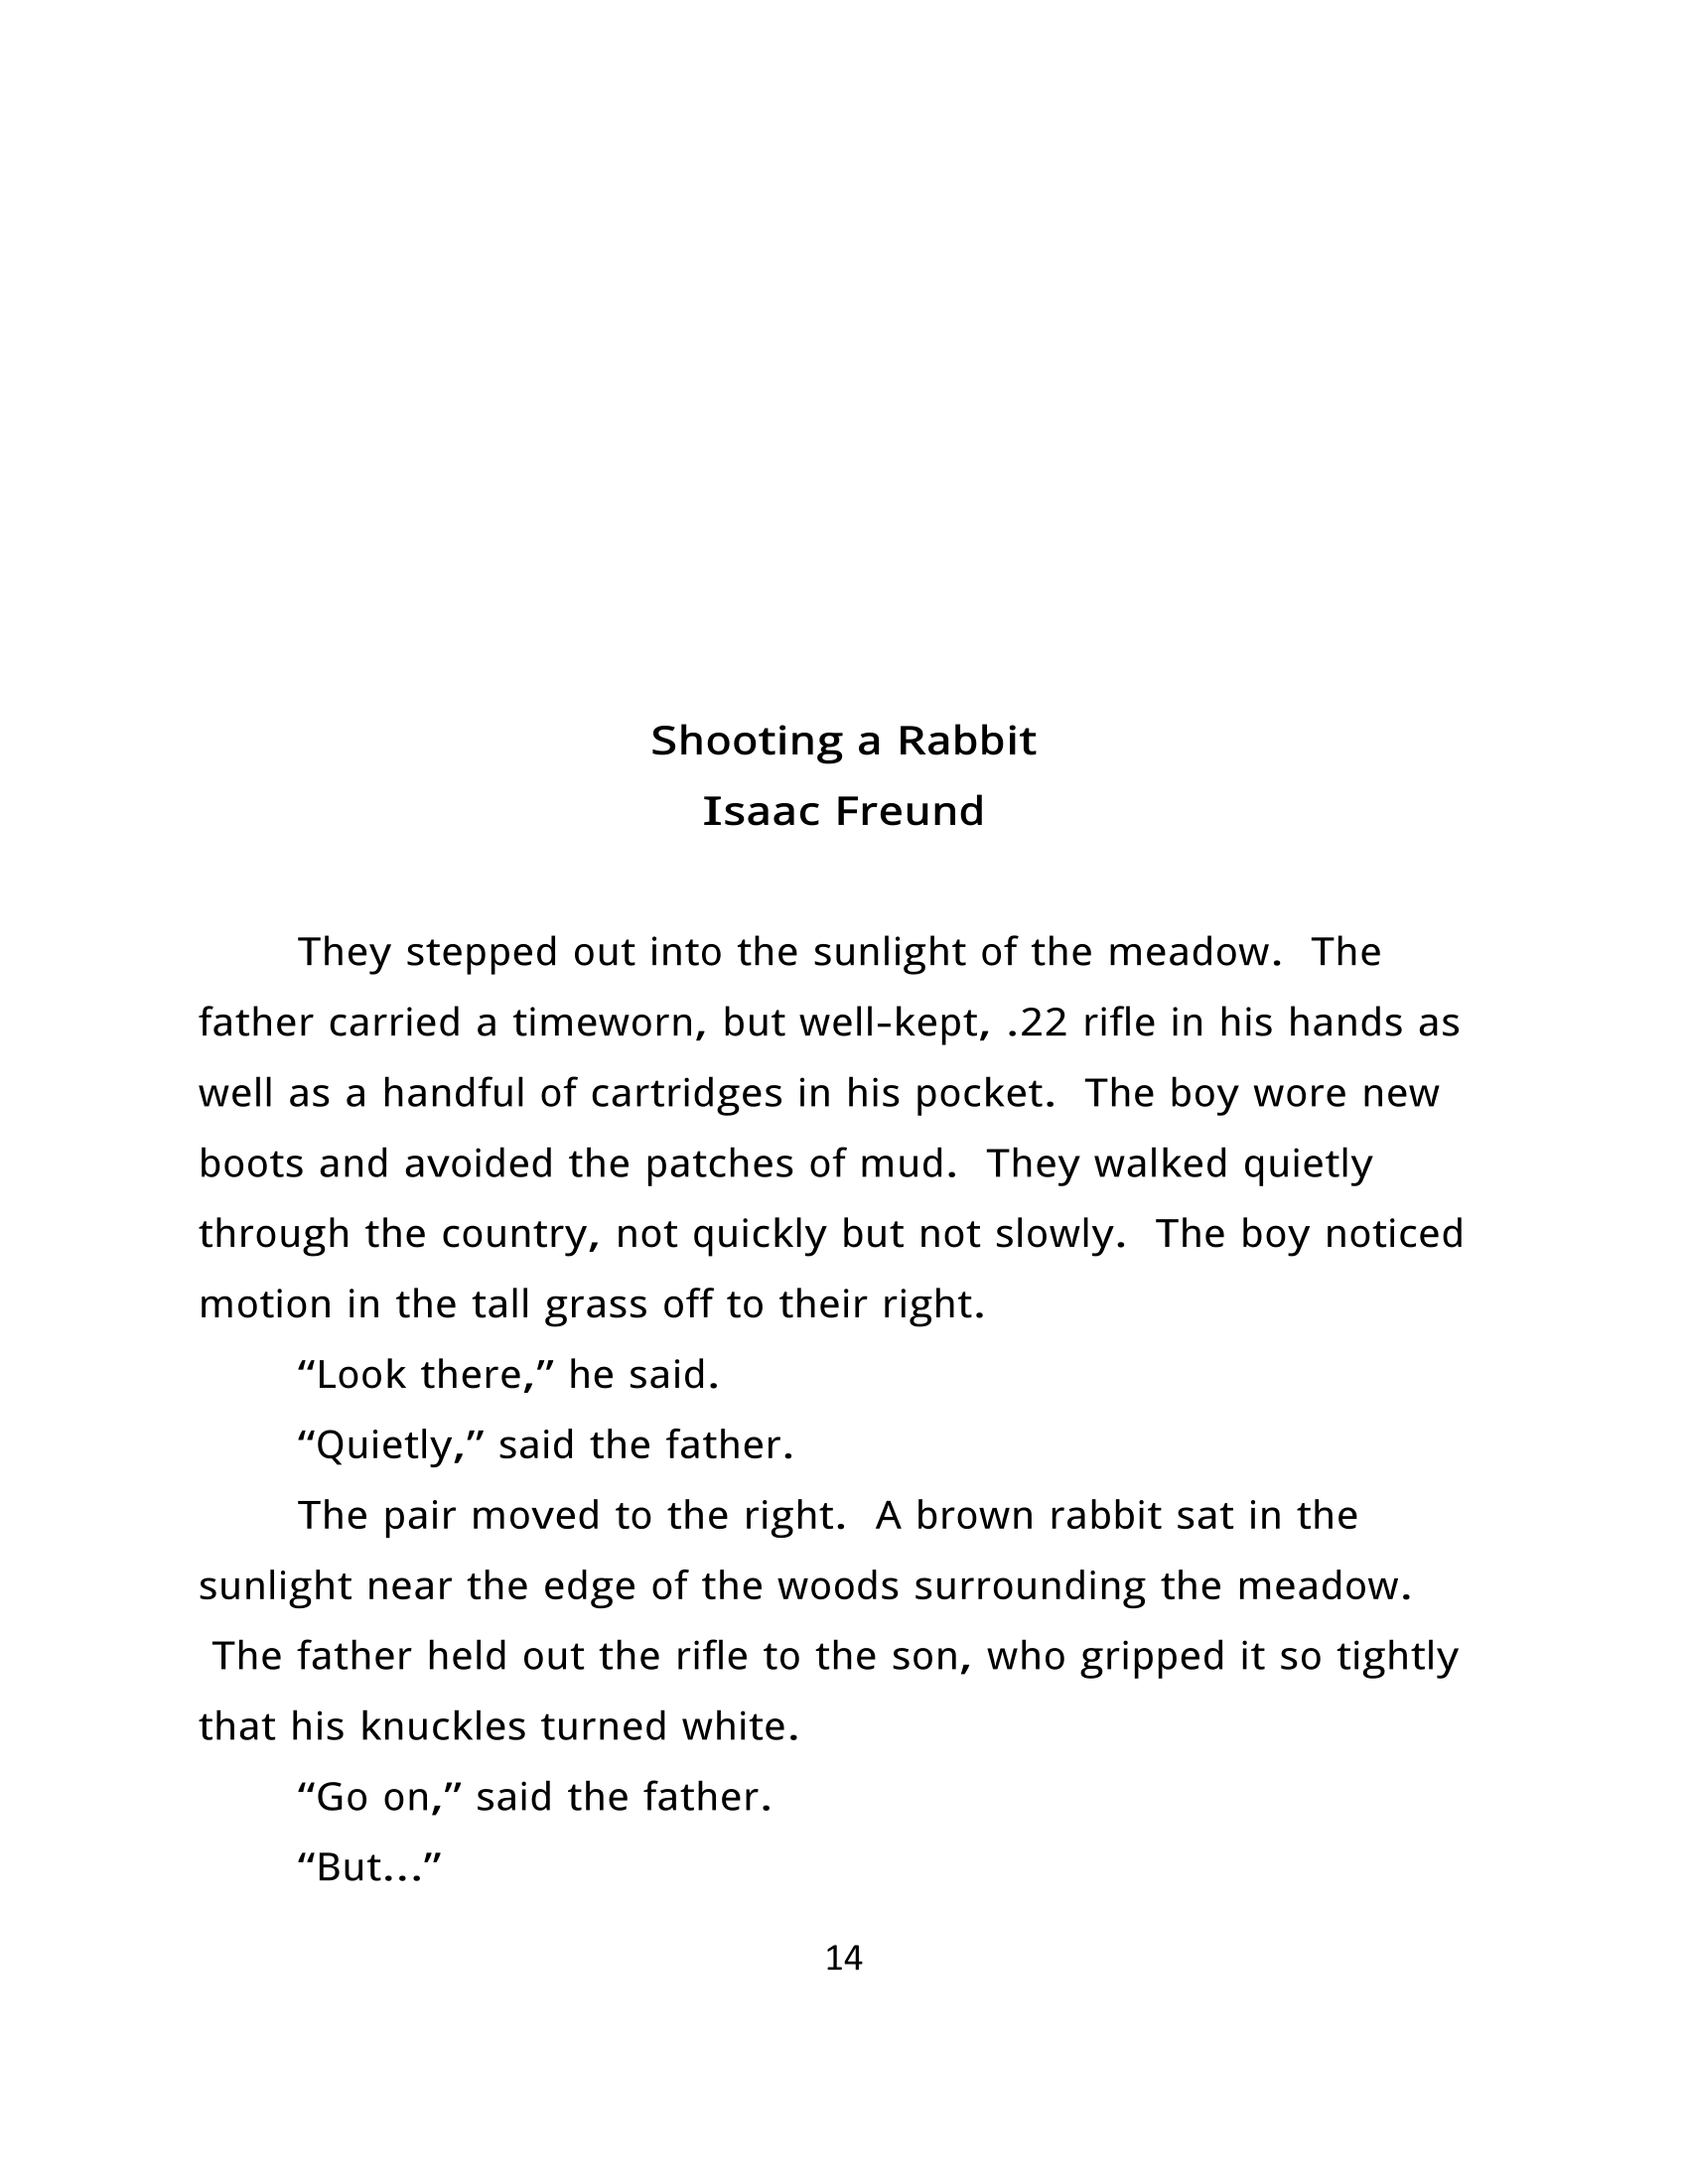 Shooting a Rabbit
Isaac Freund
They stepped out into the sunlight of the meadow.  The
father carried a timeworn, but well-kept, .22 rifle in his hands as
well as a handful of cartridges in his pocket.  The boy wore new
boots and avoided the patches of mud.  They walked quietly
through the country, not quickly but not slowly.  The boy noticed
motion in the tall grass off to their right.
“Look there,” he said.
“Quietly,” said the father.
The pair moved to the right.  A brown rabbit sat in the
sunlight near the edge of the woods surrounding the meadow.
The father held out the rifle to the son, who gripped it so tightly
that his knuckles turned white.
“Go on,” said the father.
“But...”
14